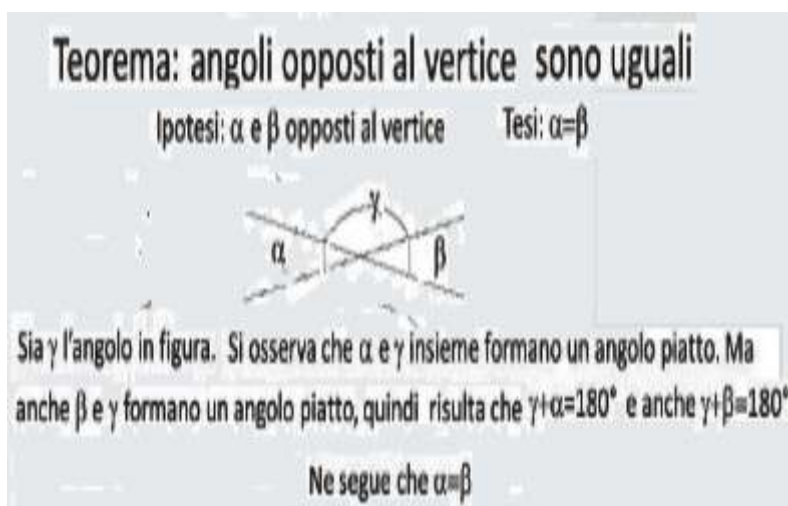 Teorema: angoli opposti al vertice sono uguali
Ipotesi: α e β opposti al vertice Tesi: α=β
γ
α β
Sia γ l'angolo in figura. Si osserva che α e γ insieme formano un angolo piatto. Ma
anche β e γ formano un angolo piatto, quindi risulta che γ+α=180° e anche γ+β=180°
Ne segue che α=β